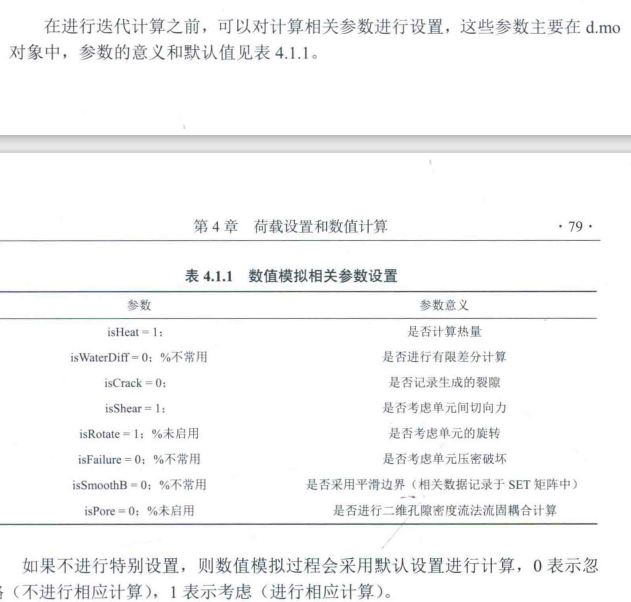 在进行迭代计算之前，可以对计算相关参数进行设置，这些参数主要在 d.mo
对象中，参数的意义和默认值见表 4.1.1。
第 4 章 荷载设置和数值计算 · 79 ·
表 4.1.1 数值模拟相关参数设置
参数 参数意义
isHeat = 1; 是否计算热量
isWaterDiff = 0; %不常用 是否进行有限差分计算
isCrack = 0; 是否记录生成的裂隙
isShear = 1; 是否考虑单元间切向力
isRotate = 1; %未启用 是否考虑单元的旋转
isFailure = 0; %不常用 是否考虑单元压密破坏
isSmoothB = 0; %不常用 是否采用平滑边界（相关数据记录于 SET 矩阵中）
isPore = 0; %未启用 是否进行二维孔隙密度流法流固耦合计算
如果不进行特别设置，则数值模拟过程会采用默认设置进行计算，0 表示忽
（不进行相应计算），1 表示考虑（进行相应计算）。